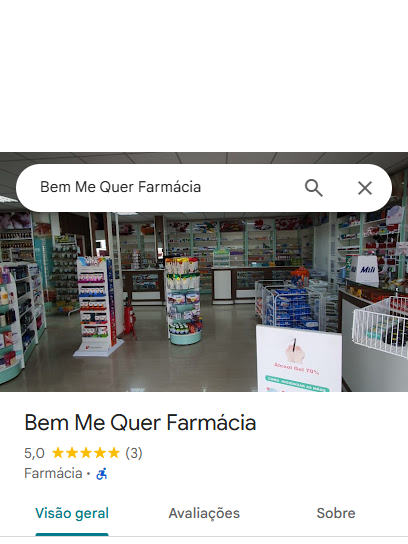 Bem Me Quer Farmácia
Mili
Álcool Gel 70%
Bem Me Quer Farmácia
5,0 (3)
Farmácia ·
Visão geral
Avaliações
Sobre